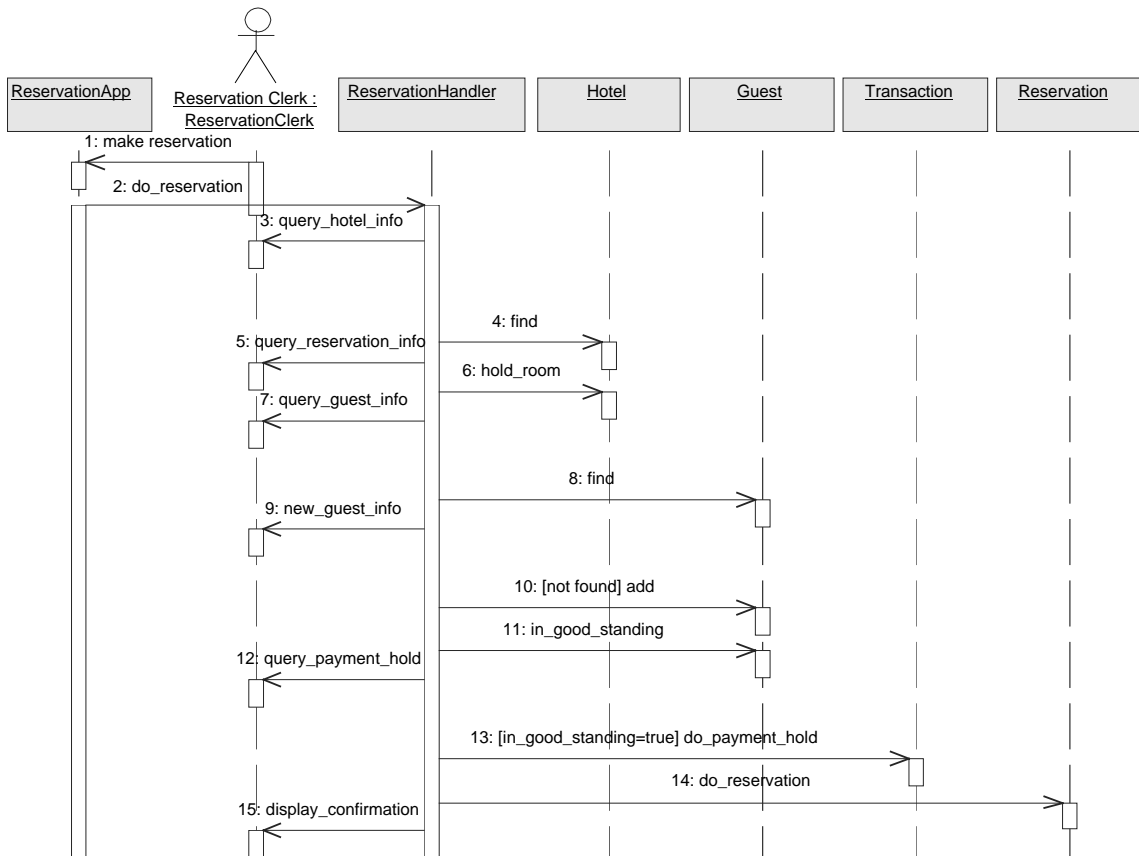 ReservationApp
Reservation Clerk :
ReservationClerk
ReservationHandler
Hotel
Guest
Transaction
Reservation
1: make reservation
2: do_reservation
3: query_hotel_info
4: find
5: query_reservation_info
6: hold_room
7: query_guest_info
8: find
9: new_guest_info
10: [not found] add
11: in_good_standing
12: query_payment_hold
13: [in_good_standing=true] do_payment_hold
14: do_reservation
15: display_confirmation